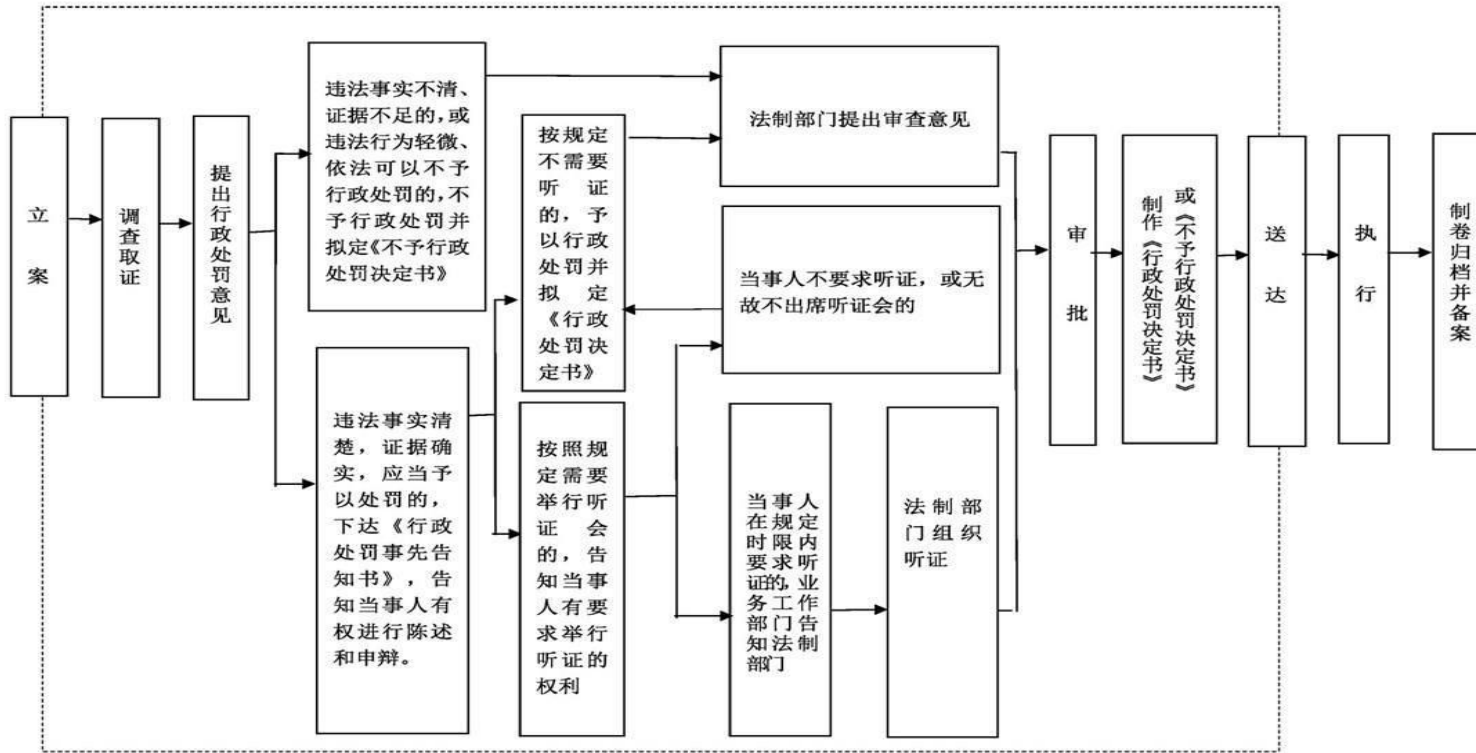 立案
调查取证
提出行政处罚意见
违法事实不清、
证据不足的，或
违法行为轻微、
依法可以不予
行政处罚的，不
予行政处罚并
拟定《不予行政
处罚决定书》
违法事实清
楚，证据确
实，应当予
以处罚的，
下达《行政
处罚事先告
知书》，告
知当事人有
权进行陈述
和申辩。
按规定
不需要
听证
的，予
以行政
处罚并
拟定
《行政
处罚决
定书》
按照规
定需要
举行听
证会
的，告
知当事
人有要
求举行
听证的
权利
法制部门提出审查意见
当事人不要求听证，或无
故不出席听证会的
当事人
在规定
时限内
要求听
证的，业
务工作
部门告
知法制
部门
法制部
门组织
听证
审批
制作《行政处罚决定书》
或《不予行政处罚决定书》
送达
执行
制卷归档并备案